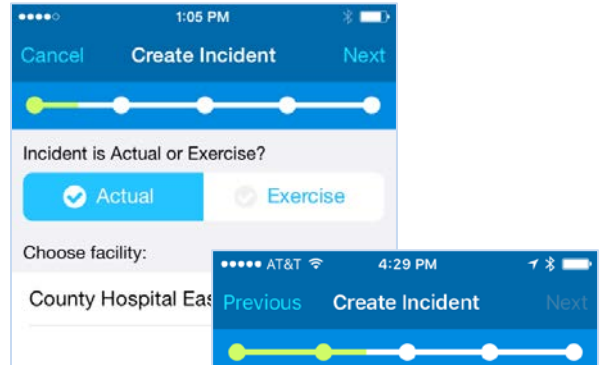 1:05 PM
Cancel Create Incident Next
Incident is Actual or Exercise?
Actual Exercise
Choose facility:
County Hospital Eas
AT&T 4:29 PM
Previous Create Incident Next